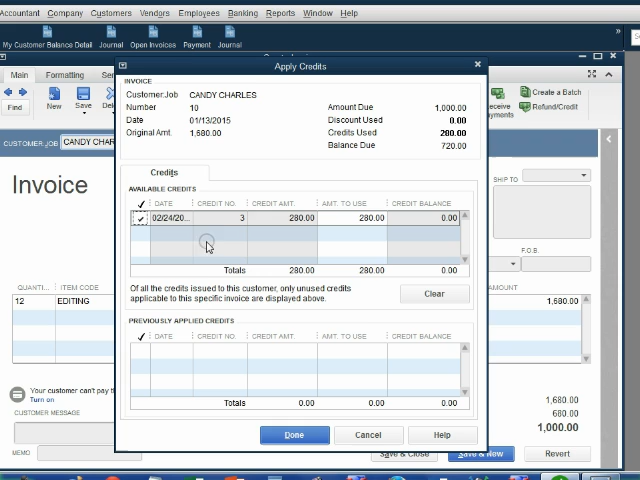 Accountant Company Customers Vendors Employees Banking Reports Window Help
My Customer Balance Detail Journal Open Invoices Payment Journal
Apply Credits
Main Formatting
Find New Save
Create a Batch
Refund/Credit
CUSTOMER:JOB CANDY CHAR
Invoice
SHIP TO
F.O.B.
INVOICE
Customer:Job CANDY CHARLES
Number 10 Amount Due 1,000.00
Date 01/13/2015 Discount Used 0.00
Original Amt. 1,680.00 Credits Used 280.00
Balance Due 720.00
Credits
AVAILABLE CREDITS
DATE CREDIT NO. CREDIT AMT. AMT. TO USE CREDIT BALANCE
02/24/20... 3 280.00 280.00 0.00
Totals 280.00 280.00 0.00
Of all the credits issued to this customer, only unused credits
applicable to this specific invoice are displayed above.
Clear
PREVIOUSLY APPLIED CREDITS
DATE CREDIT NO. CREDIT AMT. AMT. TO USE CREDIT BALANCE
Totals 0.00 0.00 0.00
Done Cancel Help
QUANTI... ITEM CODE AMOUNT
12 EDITING 1,680.00
Your customer can't pay
Turn on
CUSTOMER MESSAGE
MEMO
1,680.00
680.00
1,000.00
Save & Close Save & New Revert